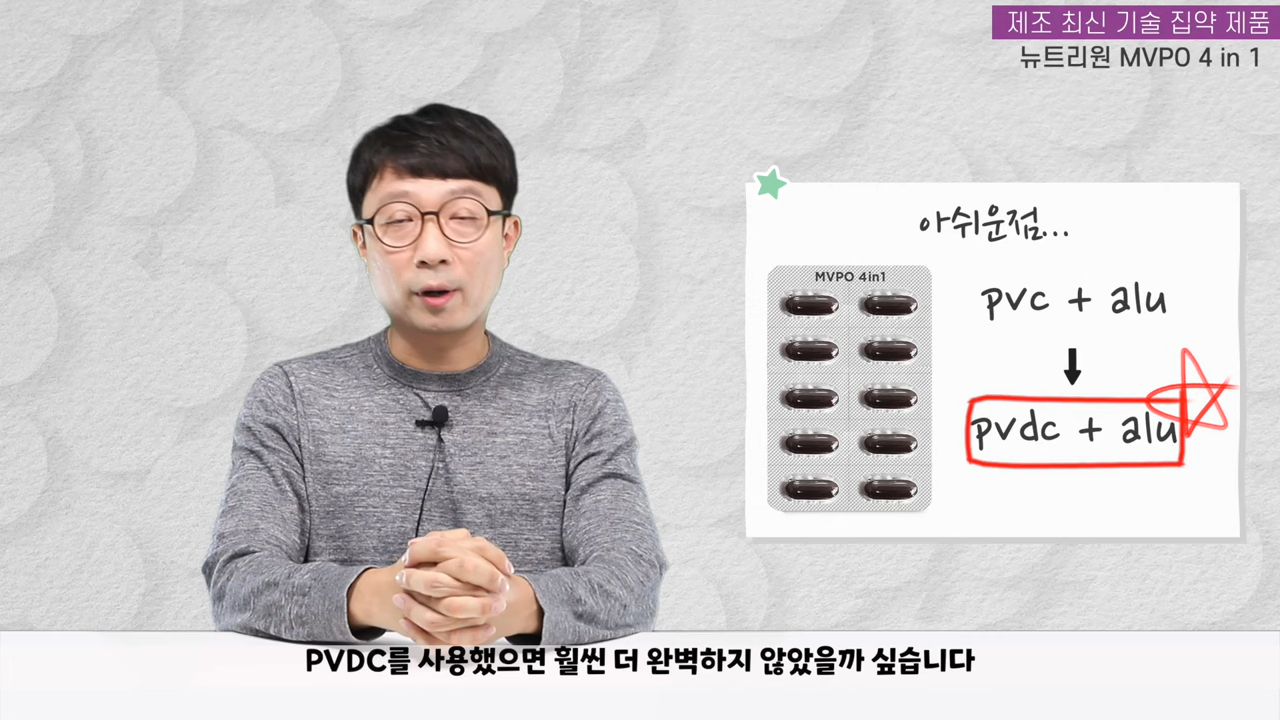 제조 최신 기술 집약 제품
뉴트리원 MVPO 4 in 1
아쉬운점...
MVPO 4in1
pvc + alu
pvdc + alu
PVDC를 사용했으면 훨씬 더 완벽하지 않았을까 싶습니다